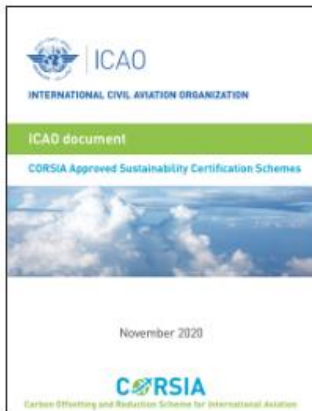 ICAO
INTERNATIONAL CIVIL AVIATION ORGANIZATION
ICAO document
CORSIA Approved Sustainability Certification Schemes
November 2020
CORSIA
Carbon Offsetting and Reduction Scheme for International Aviation